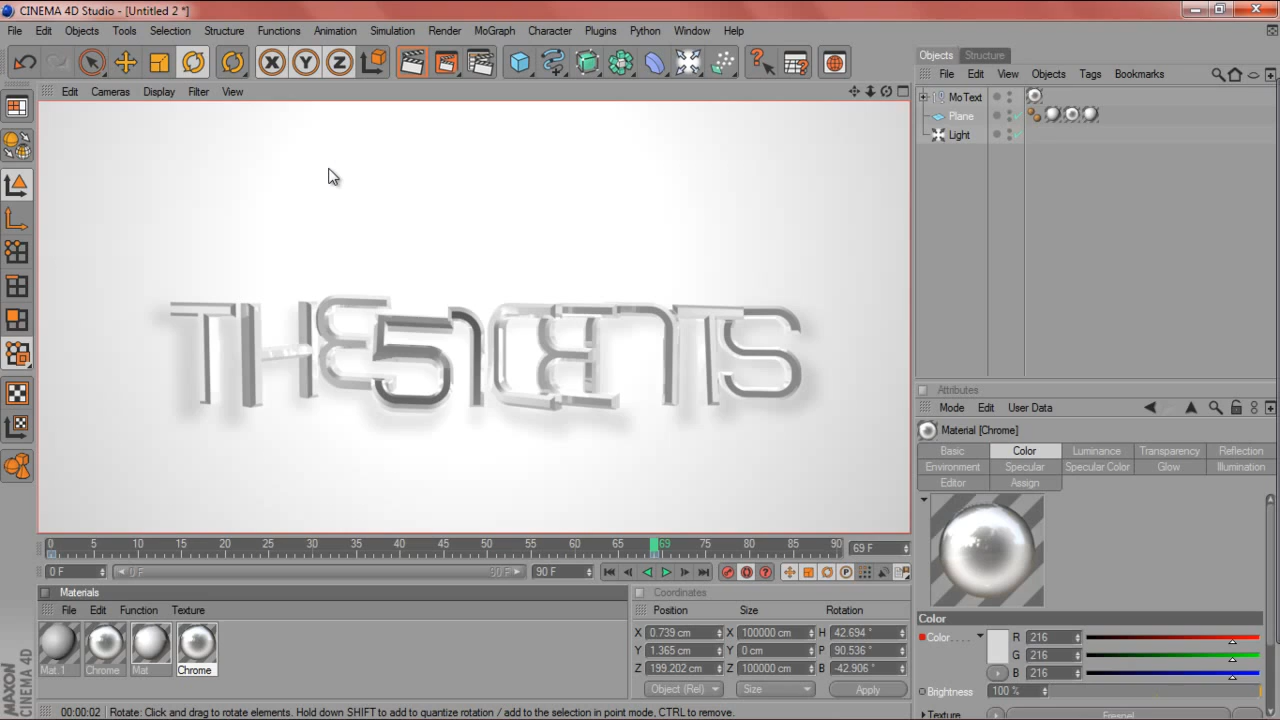 CINEMA 4D Studio - [Untitled 2 *]
File Edit Objects Tools Selection Structure Functions Animation Simulation Render MoGraph Character Plugins Python Window Help
X Y Z
Objects Structure
File Edit View Objects Tags Bookmarks
Edit Cameras Display Filter View
MoText
Plane
Light
Attributes
Mode Edit User Data
Material [Chrome]
Basic Color Luminance Transparency Reflection
Environment Specular Specular Color Glow Illumination
Editor Assign
0 5 10 15 20 25 30 35 40 45 50 55 60 65 69 75 80 85 90 69 F
0 F 0 F 90 F
Materials
File Edit Function Texture
Mat.1 Chrome Mat Chrome
Coordinates
Position Size Rotation
X 0.739 cm X 100000 cm H 42.694 °
Y 1.365 cm Y 0 cm P 90.536 °
Z 199.202 cm Z 100000 cm B -42.906 °
Object (Rel) Size Apply
Color
Color R 216
G 216
B 216
Brightness 100 %
Texture Fresnel
MAXON
CINEMA 4D
00:00:02 Rotate: Click and drag to rotate elements. Hold down SHIFT to add to quantize rotation / add to the selection in point mode, CTRL to remove.